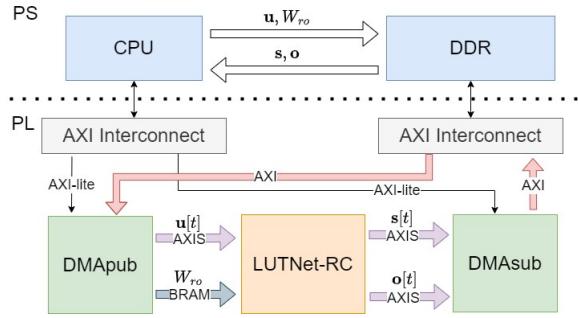 PS
CPU
u, W_ro
s, o
DDR
PL
AXI Interconnect
AXI Interconnect
AXI-lite
AXI
AXI-lite
AXI
DMApub
u[t]
AXIS
W_ro
BRAM
LUTNet-RC
s[t]
AXIS
o[t]
AXIS
DMAsub